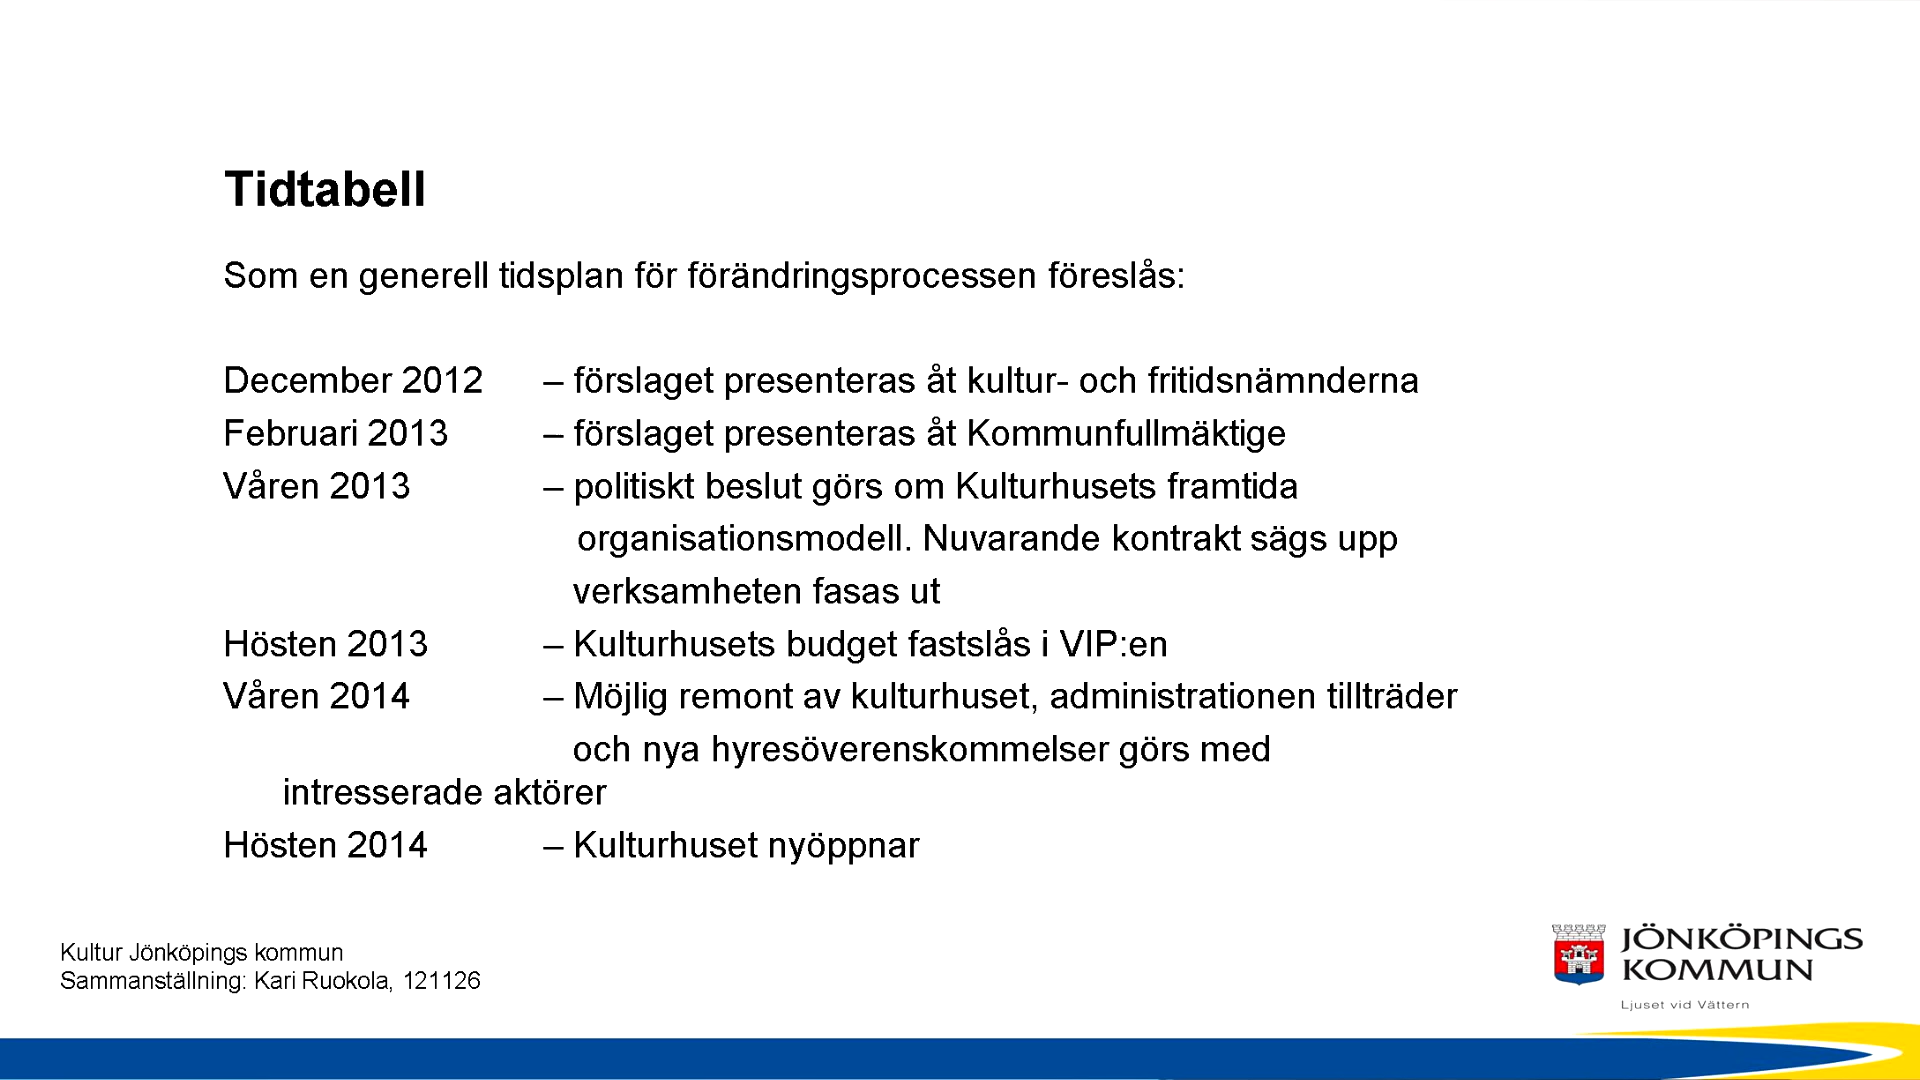 Tidtabell
Som en generell tidsplan för förändringsprocessen föreslås:
December 2012 – förslaget presenteras åt kultur- och fritidsnämnderna
Februari 2013 – förslaget presenteras åt Kommunfullmäktige
Våren 2013 – politiskt beslut görs om Kulturhusets framtida
organisationsmodell. Nuvarande kontrakt sägs upp
verksamheten fasas ut
Hösten 2013 – Kulturhusets budget fastslås i VIP:en
Våren 2014 – Möjlig remont av kulturhuset, administrationen tillträder
och nya hyresöverenskommelser görs med
intresserade aktörer
Hösten 2014 – Kulturhuset nyöppnar
Kultur Jönköpings kommun
Sammanställning: Kari Ruokola, 121126
JÖNKÖPINGS
KOMMUN
Ljuset vid Vättern